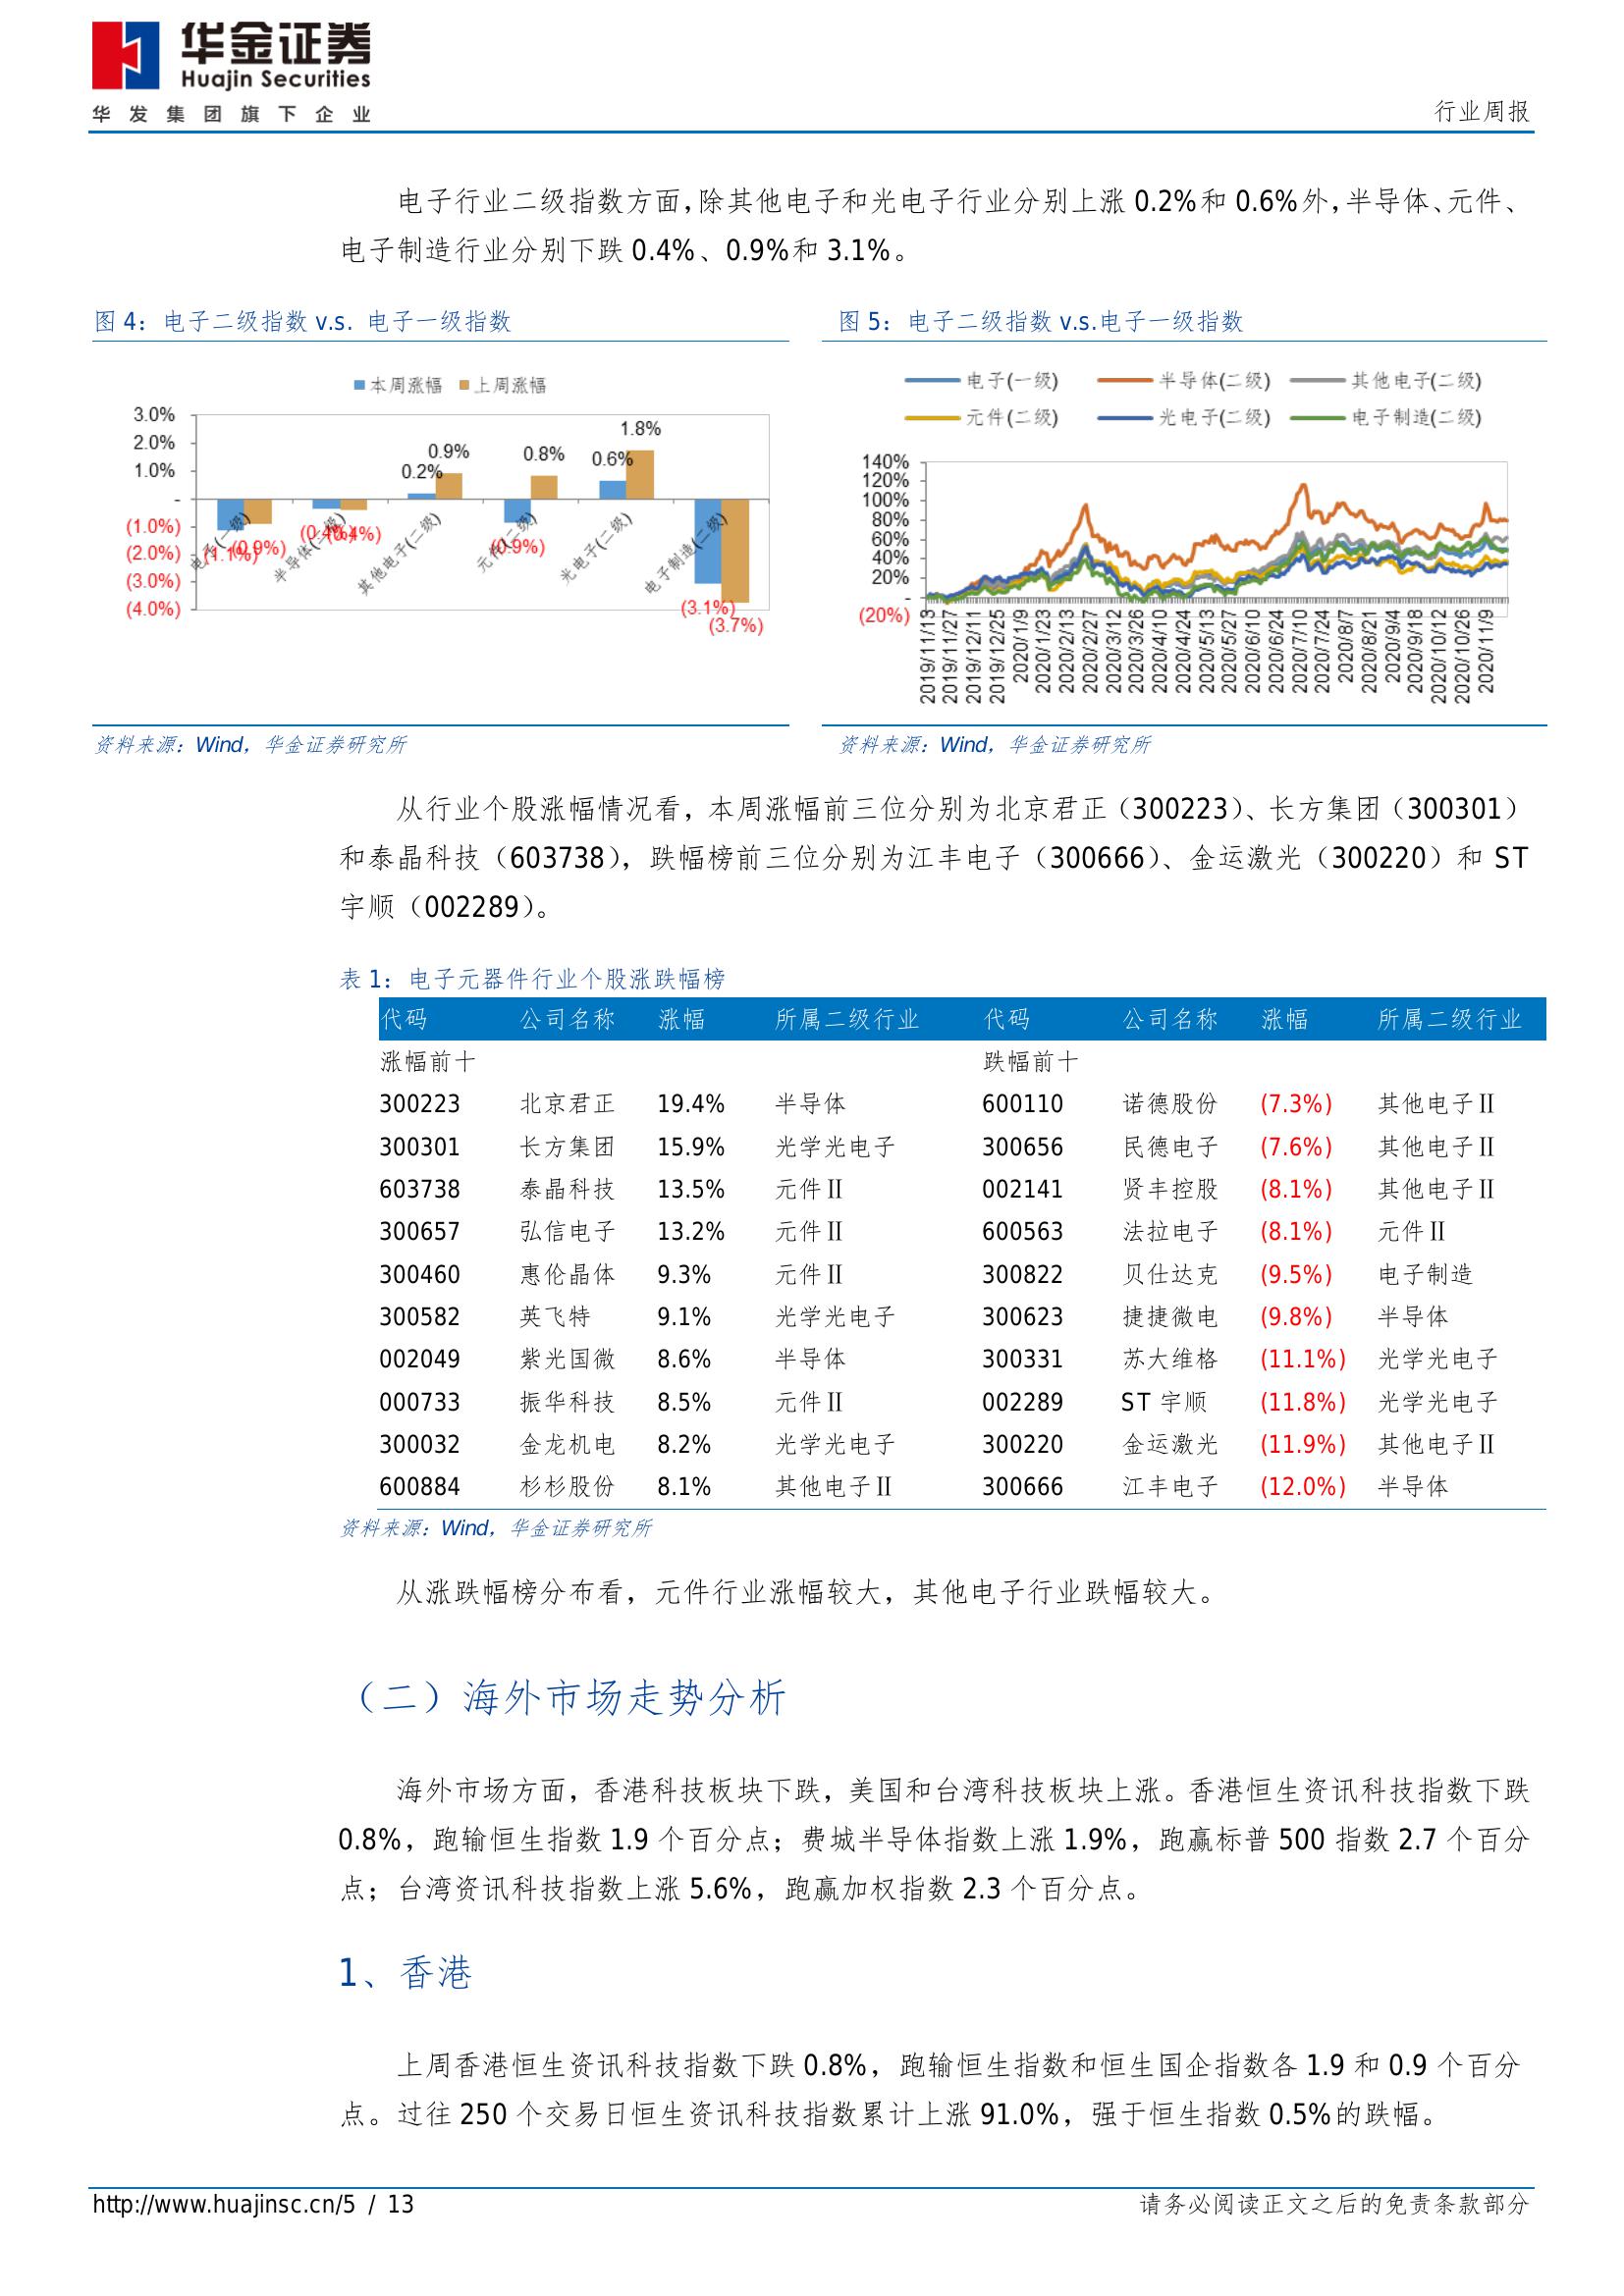 华金证券
Huajin Securities
华发集团旗下企业
行业周报
电子行业二级指数方面，除其他电子和光电子行业分别上涨 0.2%和 0.6%外，半导体、元件、
电子制造行业分别下跌 0.4%、0.9%和 3.1%。
图 4：电子二级指数 v.s. 电子一级指数
本周涨幅 上周涨幅
3.0%
2.0%
1.0%
-
(1.0%)
(2.0%)
(3.0%)
(4.0%)
(1.1%) (0.9%)
(0.4%) (0.4%)
0.2% 0.9%
(0.9%) 0.8%
0.6% 1.8%
(3.1%)
(3.7%)
电子(二级) 半导体(二级) 其他电子(二级) 元件(二级) 光电子(二级) 电子制造(二级)
资料来源：Wind，华金证券研究所
图 5：电子二级指数 v.s.电子一级指数
电子(一级) 半导体(二级) 其他电子(二级)
元件(二级) 光电子(二级) 电子制造(二级)
140%
120%
100%
80%
60%
40%
20%
-
(20%)
2019/11/13 2019/11/27 2019/12/11 2019/12/25 2020/1/9 2020/1/23 2020/2/13 2020/2/27 2020/3/12 2020/3/26 2020/4/10 2020/4/24 2020/5/13 2020/5/27 2020/6/10 2020/6/24 2020/7/10 2020/7/24 2020/8/7 2020/8/21 2020/9/4 2020/9/18 2020/10/12 2020/10/26 2020/11/9
资料来源：Wind，华金证券研究所
从行业个股涨幅情况看，本周涨幅前三位分别为北京君正（300223）、长方集团（300301）
和泰晶科技（603738），跌幅榜前三位分别为江丰电子（300666）、金运激光（300220）和 ST
宇顺（002289）。
表 1：电子元器件行业个股涨跌幅榜
代码 公司名称 涨幅 所属二级行业 代码 公司名称 涨幅 所属二级行业
涨幅前十 跌幅前十
300223 北京君正 19.4% 半导体 600110 诺德股份 (7.3%) 其他电子Ⅱ
300301 长方集团 15.9% 光学光电子 300656 民德电子 (7.6%) 其他电子Ⅱ
603738 泰晶科技 13.5% 元件Ⅱ 002141 贤丰控股 (8.1%) 其他电子Ⅱ
300657 弘信电子 13.2% 元件Ⅱ 600563 法拉电子 (8.1%) 元件Ⅱ
300460 惠伦晶体 9.3% 元件Ⅱ 300822 贝仕达克 (9.5%) 电子制造
300582 英飞特 9.1% 光学光电子 300623 捷捷微电 (9.8%) 半导体
002049 紫光国微 8.6% 半导体 300331 苏大维格 (11.1%) 光学光电子
000733 振华科技 8.5% 元件Ⅱ 002289 ST 宇顺 (11.8%) 光学光电子
300032 金龙机电 8.2% 光学光电子 300220 金运激光 (11.9%) 其他电子Ⅱ
600884 杉杉股份 8.1% 其他电子Ⅱ 300666 江丰电子 (12.0%) 半导体
资料来源：Wind，华金证券研究所
从涨跌幅榜分布看，元件行业涨幅较大，其他电子行业跌幅较大。
（二）海外市场走势分析
海外市场方面，香港科技板块下跌，美国和台湾科技板块上涨。香港恒生资讯科技指数下跌
0.8%，跑输恒生指数 1.9 个百分点；费城半导体指数上涨 1.9%，跑赢标普 500 指数 2.7 个百分
点；台湾资讯科技指数上涨 5.6%，跑赢加权指数 2.3 个百分点。
1、香港
上周香港恒生资讯科技指数下跌 0.8%，跑输恒生指数和恒生国企指数各 1.9 和 0.9 个百分
点。过往 250 个交易日恒生资讯科技指数累计上涨 91.0%，强于恒生指数 0.5%的跌幅。
http://www.huajinsc.cn/5 / 13
请务必阅读正文之后的免责条款部分